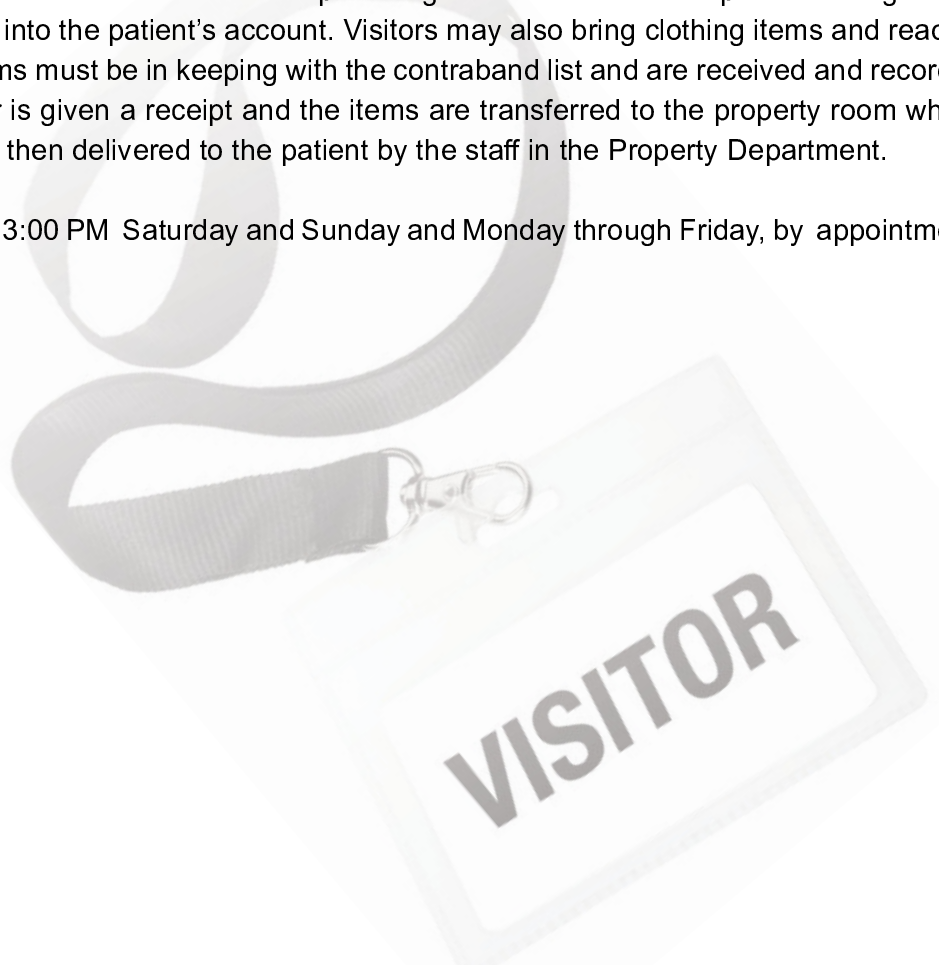 into the patient’s account. Visitors may also bring clothing items and
must be in keeping with the contraband list and are received and
is given a receipt and the items are transferred to the property room
then delivered to the patient by the staff in the Property Department.
3:00 PM Saturday and Sunday and Monday through Friday, by
VISITOR